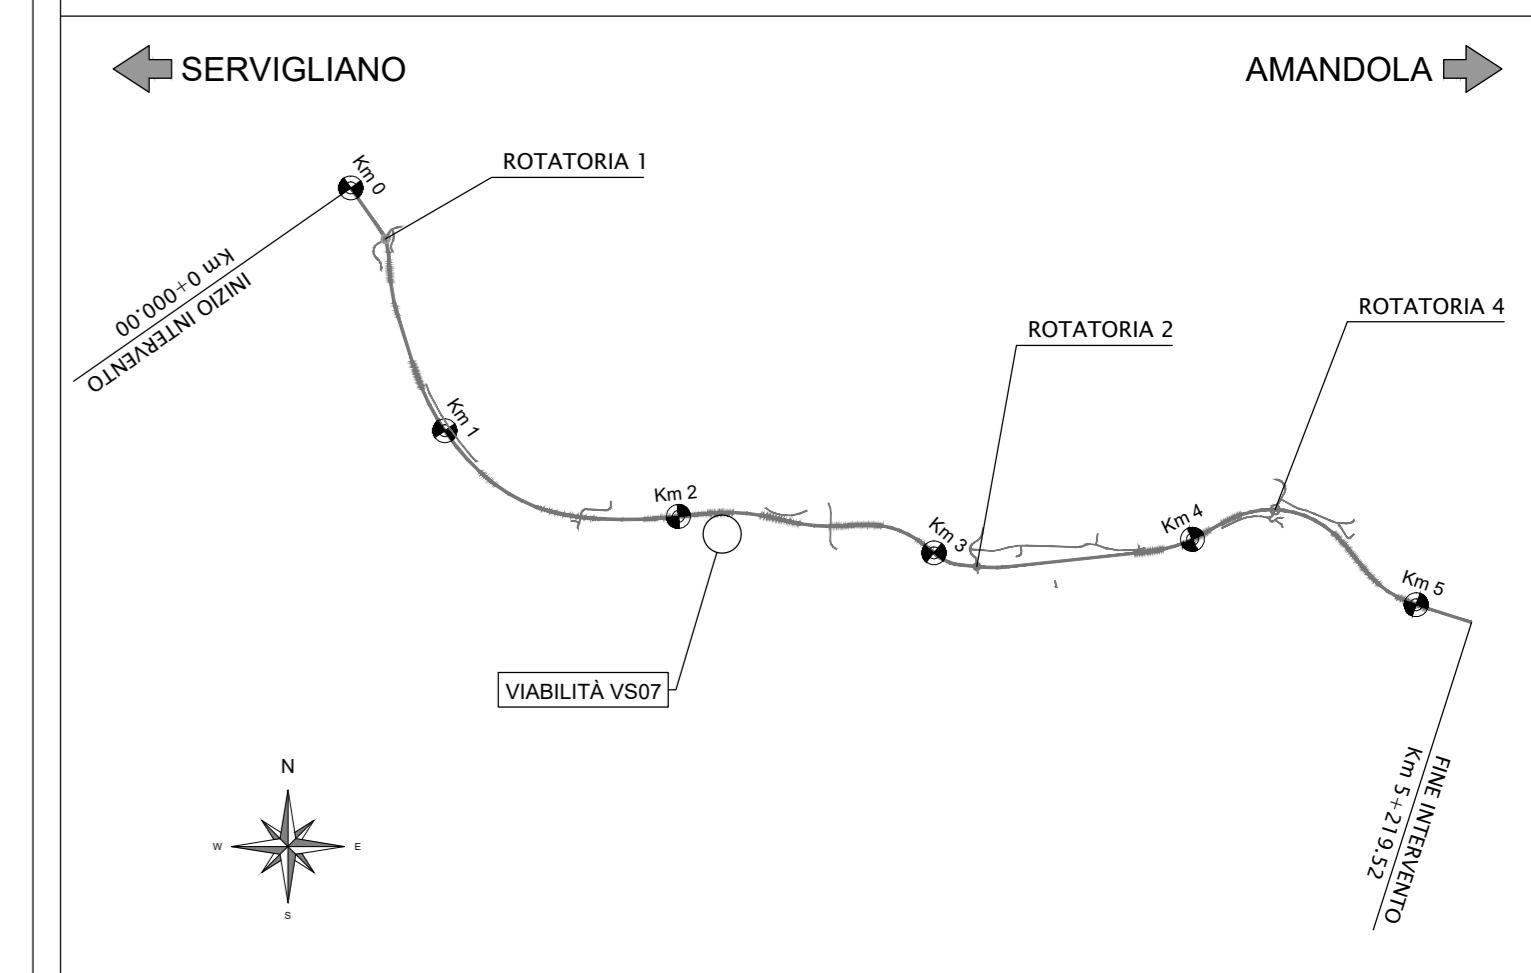 SERVIGLIANO
AMANDOLA
Km 0
ROTATORIA 1
Km 0+000.00
INIZIO INTERVENTO
ROTATORIA 4
ROTATORIA 2
Km 1
Km 2
Km 3
Km 4
Km 5
VIABILITÀ VS07
FINE INTERVENTO
Km 5+219.52
N
W
E
S